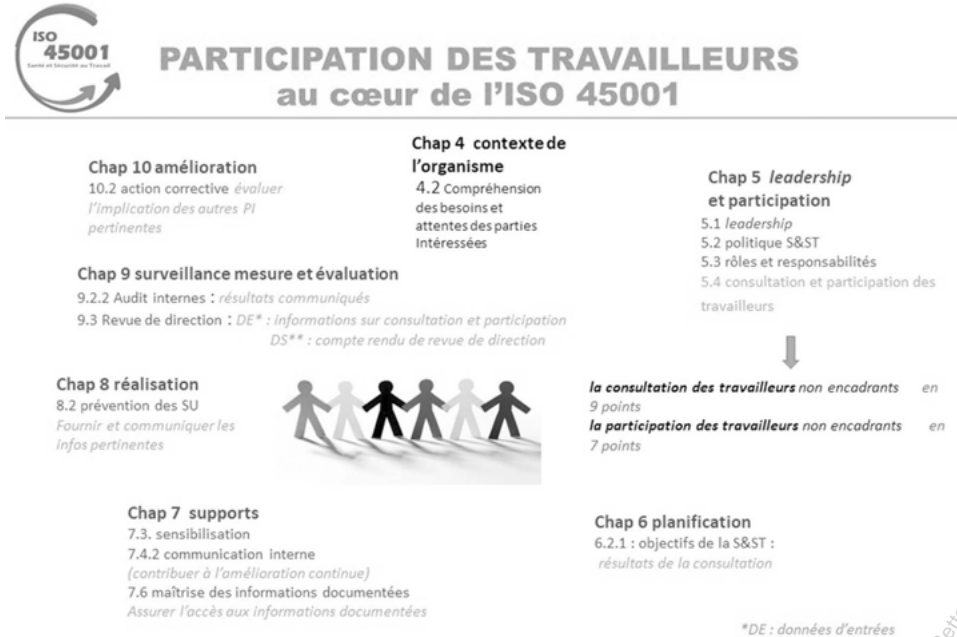 ISO
45001
Santé et Sécurité au Travail
PARTICIPATION DES TRAVAILLEURS
au cœur de l'ISO 45001
Chap 4 contexte de
l'organisme
4.2 Compréhension
des besoins et
attentes des parties
Intéressées
Chap 5 leadership
et participation
5.1 leadership
5.2 politique S&ST
5.3 rôles et responsabilités
5.4 consultation et participation des
travailleurs
la consultation des travailleurs non encadrants en
9 points
la participation des travailleurs non encadrants en
7 points
Chap 6 planification
6.2.1 : objectifs de la S&ST :
résultats de la consultation
Chap 7 supports
7.3. sensibilisation
7.4.2 communication interne
(contribuer à l'amélioration continue)
7.6 maîtrise des informations documentées
Assurer l'accès aux informations documentées
Chap 8 réalisation
8.2 prévention des SU
Fournir et communiquer les
infos pertinentes
Chap 9 surveillance mesure et évaluation
9.2.2 Audit internes : résultats communiqués
9.3 Revue de direction : DE* : informations sur consultation et participation
DS** : compte rendu de revue de direction
Chap 10 amélioration
10.2 action corrective évaluer
l'implication des autres PI
pertinentes
*DE : données d'entrées